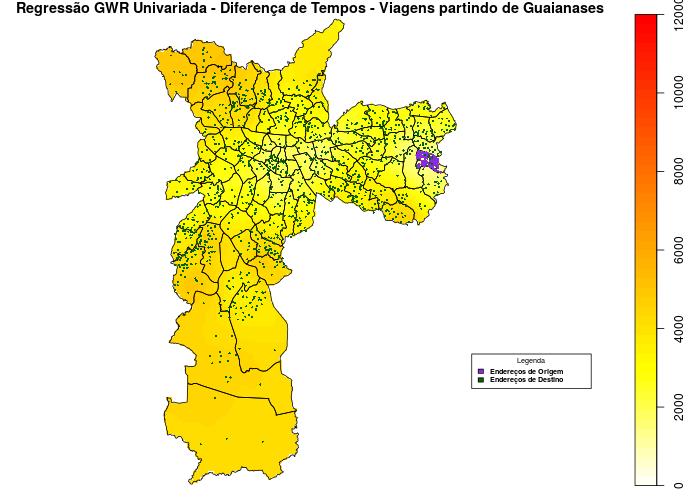 Regressão GWR Univariada - Diferença de Tempos - Viagens partindo de Guaianases
12000
10000
8000
6000
4000
2000
0
Legenda
Endereços de Origem
Endereços de Destino